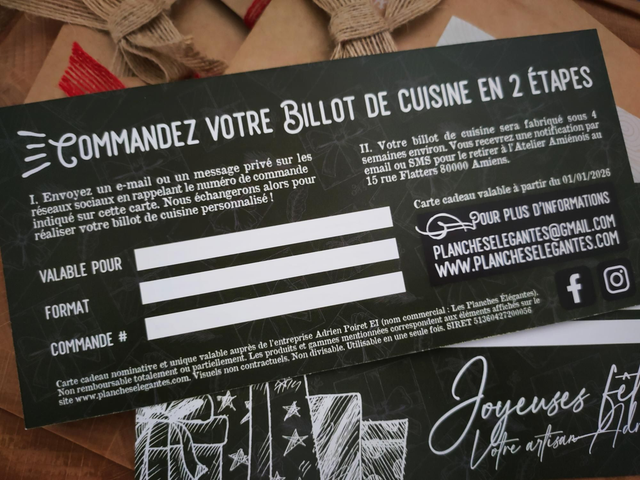 Commandez votre Billot de cuisine en 2 étapes
I. Envoyez un e-mail ou un message privé sur les
réseaux sociaux en rappelant le numéro de commande
indiqué sur cette carte. Nous échangerons alors pour
réaliser votre billot de cuisine personnalisé !
II. Votre billot de cuisine sera fabriqué sous 4
semaines environ. Vous recevrez une notification par
email ou SMS pour le retirer à l'Atelier Amiénois au
15 rue Flatters 80000 Amiens.
Carte cadeau valable à partir du 01/01/2026
Pour plus d'informations
plancheselegantes@gmail.com
www.plancheselegantes.com
Valable pour
Format
Commande #
Carte cadeau nominative et unique valable auprès de l'entreprise Adrien Poiret EI (nom commercial : Les Planches Élégantes).
Non remboursable totalement ou partiellement. Les produits et gammes mentionnées correspondent aux éléments affichés sur le
site www.plancheselegantes.com. Visuels non contractuels. Non divisable. Utilisable en une seule fois. SIRET 51360427200056
Joyeuses
Votre artisan